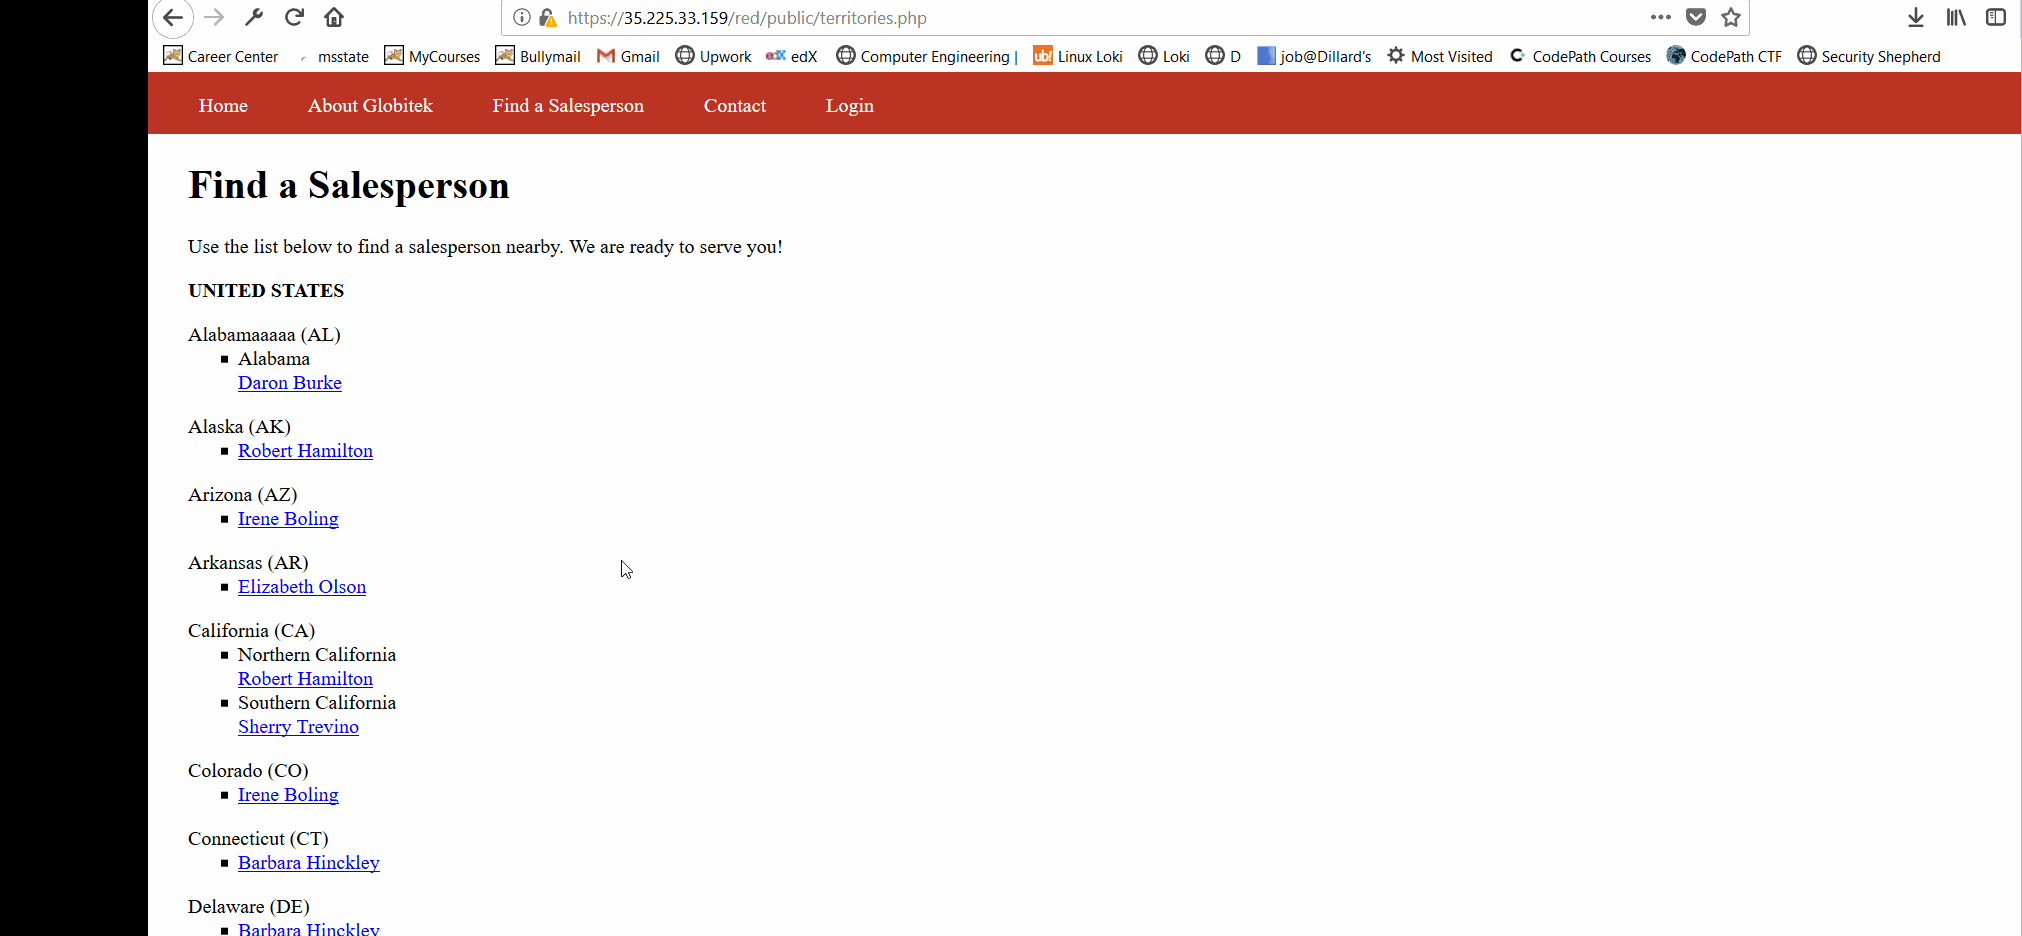 https://35.225.33.159/red/public/territories.php
Career Center msstate MyCourses Bullymail Gmail edX Upwork edX Computer Engineering | ub! Linux Loki Loki D job@Dillard's Most Visited CodePath Courses CodePath CTF Security Shepherd
Home About Globitek Find a Salesperson Contact Login
Find a Salesperson
Use the list below to find a salesperson nearby. We are ready to serve you!
UNITED STATES
Alabamaaaaa (AL)
Alabama
Daron Burke
Alaska (AK)
Robert Hamilton
Arizona (AZ)
Irene Boling
Arkansas (AR)
Elizabeth Olson
California (CA)
Northern California
Robert Hamilton
Southern California
Sherry Trevino
Colorado (CO)
Irene Boling
Connecticut (CT)
Barbara Hinckley
Delaware (DE)
Barbara Hinckley